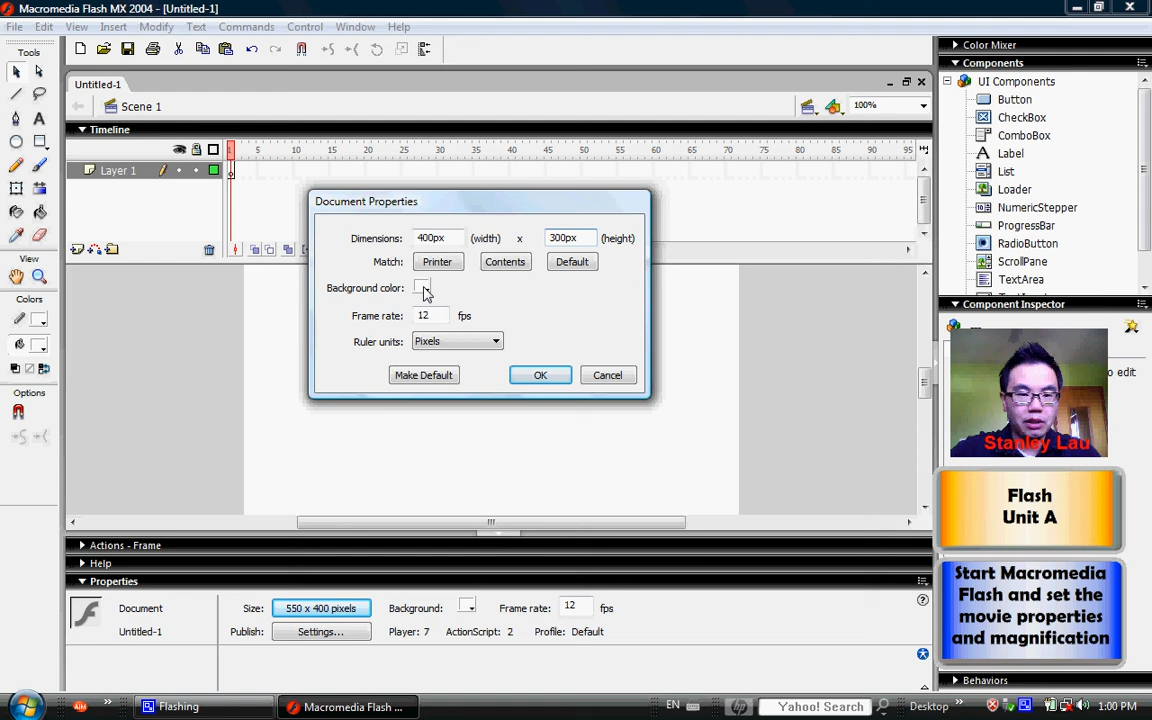 Macromedia Flash MX 2004 - [Untitled-1]
File Edit View Insert Modify Text Commands Control Window Help
Tools
Untitled-1
Scene 1
100%
Timeline
1 5 10 15 20 25 30 35 40 45 50 55 60 65 70 75 80 85 90 95
Layer 1
Document Properties
Dimensions: 400px (width) x 300px (height)
Match: Printer Contents Default
Background color:
Frame rate: 12 fps
Ruler units: Pixels
Make Default OK Cancel
View
Colors
Options
Actions - Frame
Help
Properties
Document
Untitled-1
Size: 550 x 400 pixels Background: Frame rate: 12 fps
Publish: Settings... Player: 7 ActionScript: 2 Profile: Default
Color Mixer
Components
UI Components
Button
CheckBox
ComboBox
Label
List
Loader
NumericStepper
ProgressBar
RadioButton
ScrollPane
TextArea
Component Inspector
o edit
Stanley Lau
Flash
Unit A
Start Macromedia
Flash and set the
movie properties
and magnification
Behaviors
AIM Flashing Macromedia Flash ... EN hp Yahoo! Search Desktop 1:00 PM